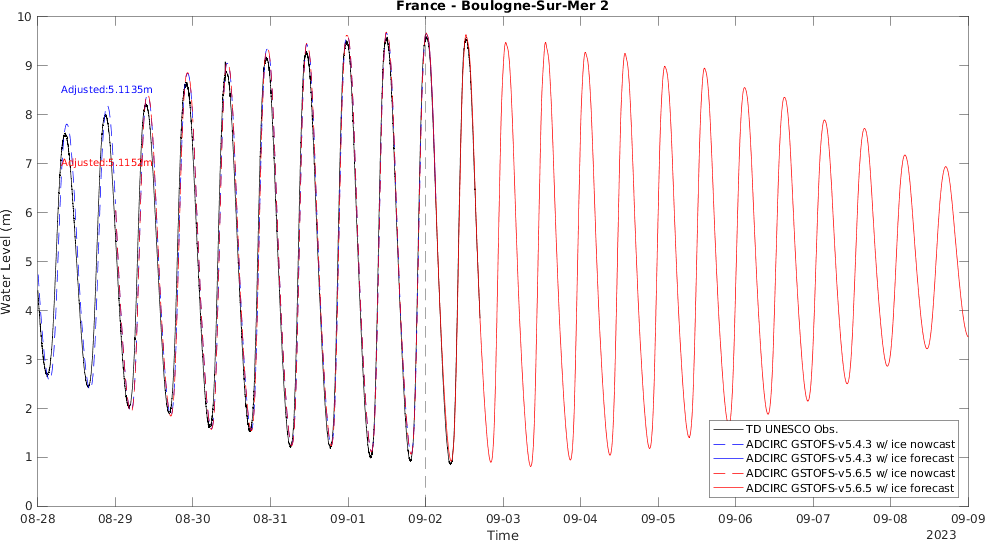 France - Boulogne-Sur-Mer 2
10
9
8
7
6
5
4
3
2
1
0
Water Level (m)
Adjusted:5.1135m
Adjusted:5.1152m
TD UNESCO Obs.
ADCIRC GSTOFS-v5.4.3 w/ ice nowcast
ADCIRC GSTOFS-v5.4.3 w/ ice forecast
ADCIRC GSTOFS-v5.6.5 w/ ice nowcast
ADCIRC GSTOFS-v5.6.5 w/ ice forecast
08-28 08-29 08-30 08-31 09-01 09-02 09-03 09-04 09-05 09-06 09-07 09-08 09-09
Time
2023